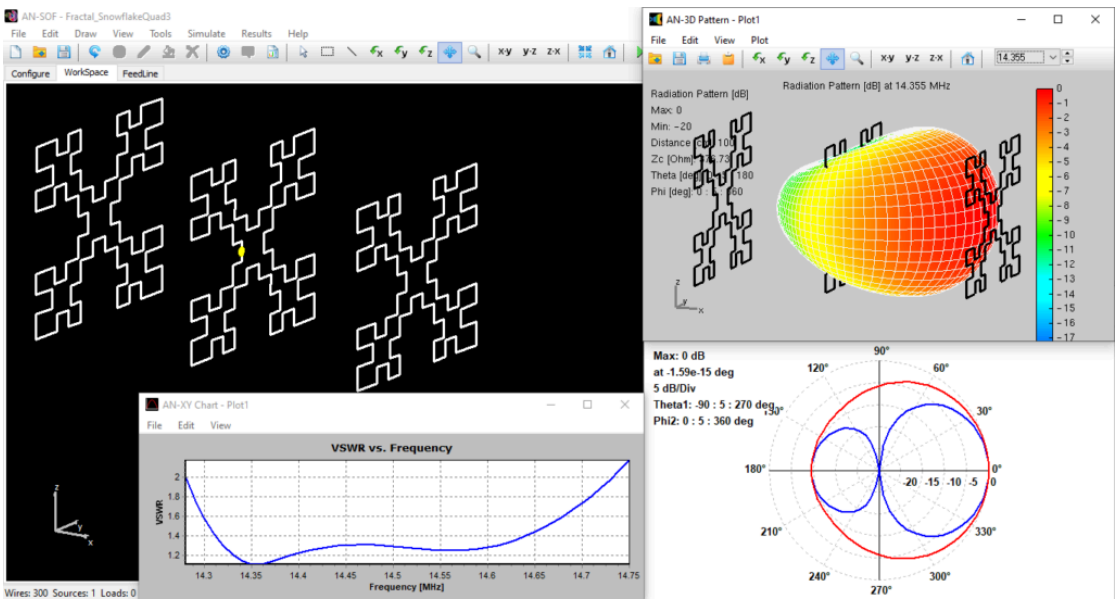 AN-SOF - Fractal_SnowflakeQuad3
File Edit Draw View Tools Simulate Results Help
x y z x-y y-z z-x
Configure WorkSpace FeedLine
z
y
x
Wires: 300 Sources: 1 Loads: 0
AN-3D Pattern - Plot1
File Edit View Plot
x y z x-y y-z z-x 14.355
Radiation Pattern [dB] at 14.355 MHz
Radiation Pattern [dB]
Max: 0
Min: -20
Distance 100
Zc [Ohm] 73
Theta [deg] 180
Phi [deg]: 0 : 5 : 360
0
-1
-2
-3
-4
-5
-6
-7
-8
-9
-10
-11
-12
-13
-14
-15
-16
-17
z
y
x
AN-XY Chart - Plot1
File Edit View
VSWR vs. Frequency
VSWR
2
1.8
1.6
1.4
1.2
14.3 14.35 14.4 14.45 14.5 14.55 14.6 14.65 14.7 14.75
Frequency [MHz]
Max: 0 dB
at -1.59e-15 deg
5 dB/Div
Theta1: -90 : 5 : 270 deg
Phi2: 0 : 5 : 360 deg
90°
120° 60°
30°
180° 0°
-20 -15 -10 -5 0
210° 330°
240° 300°
270°